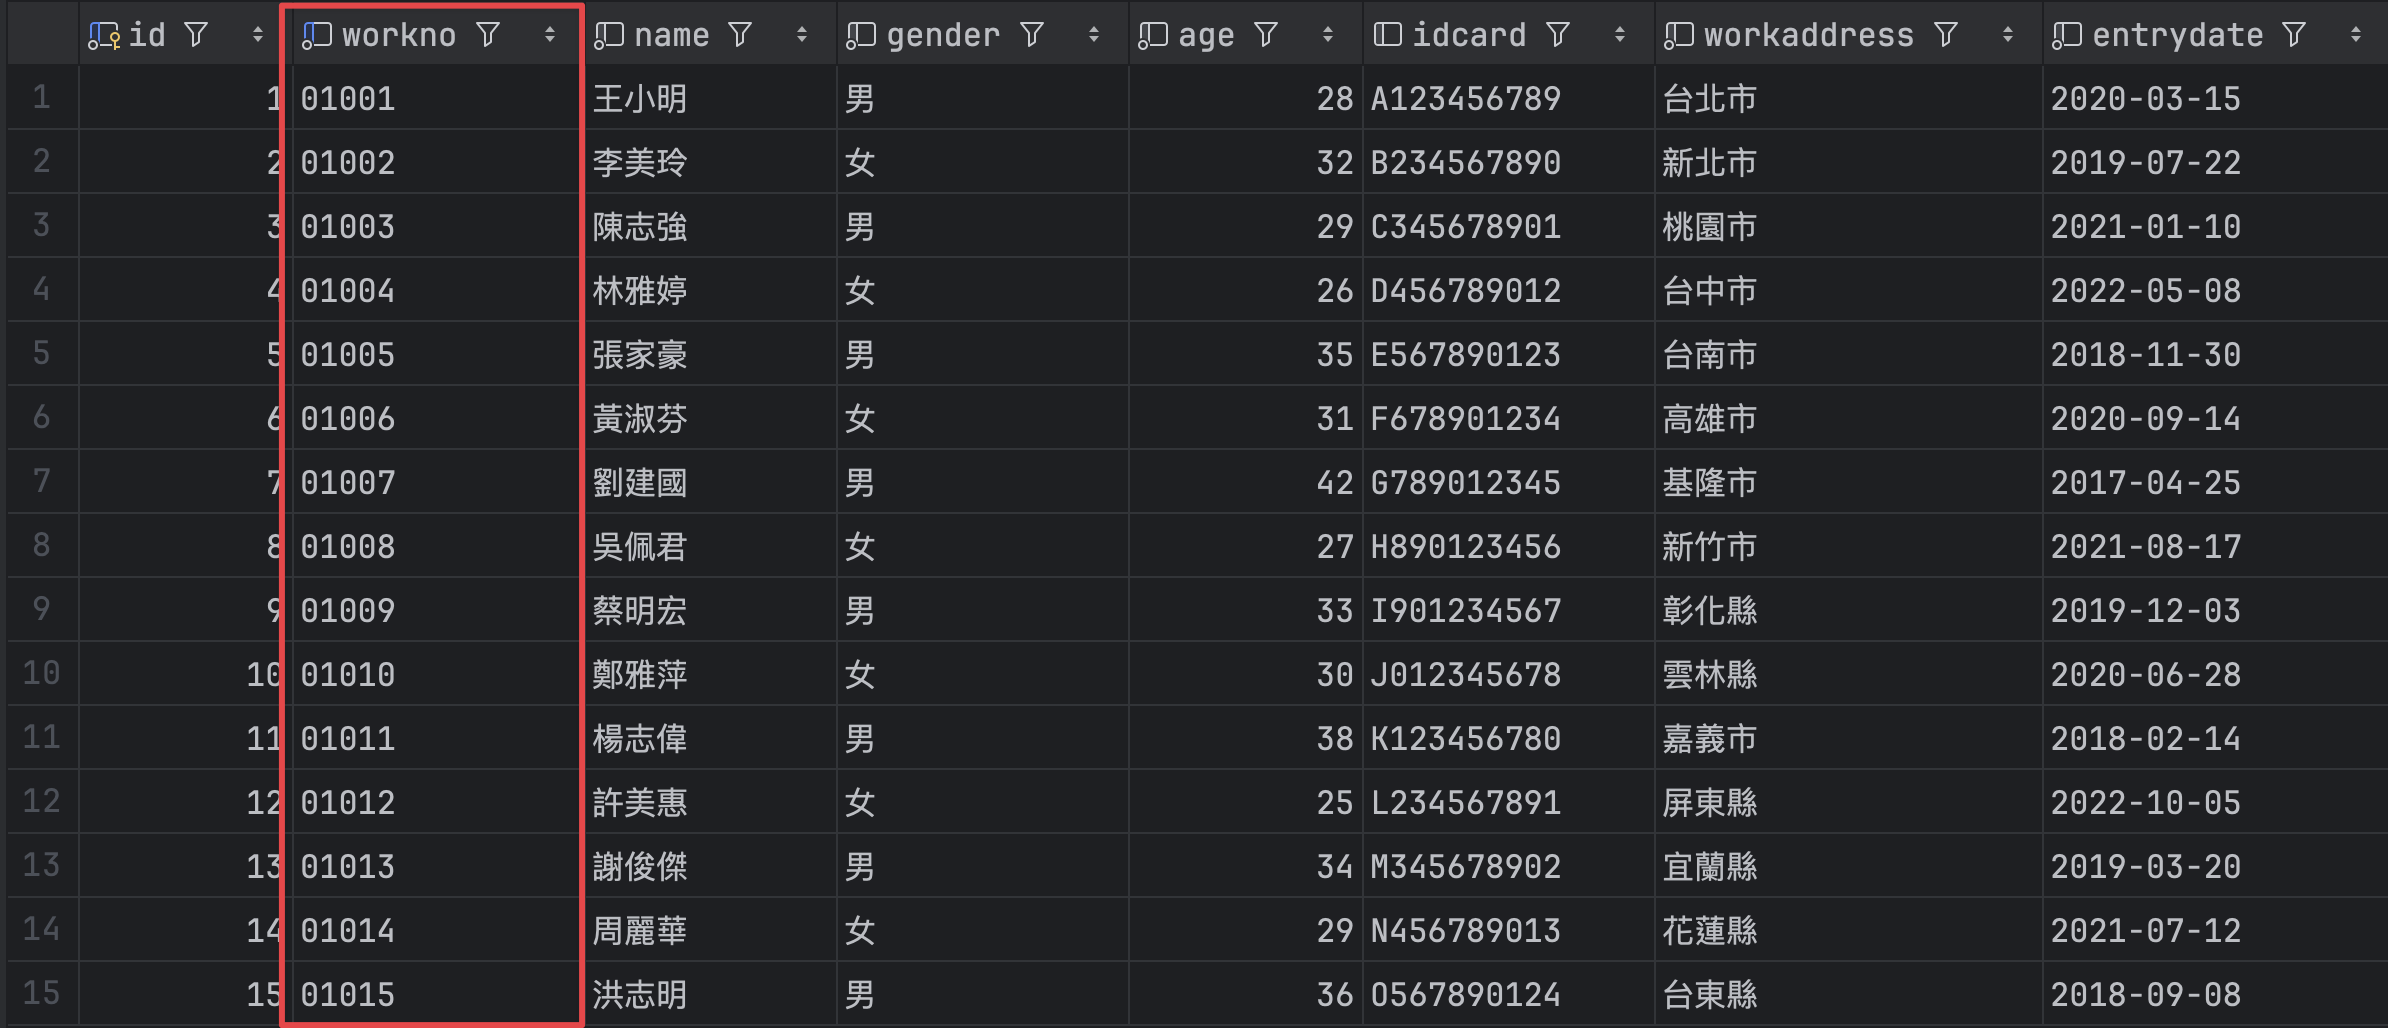 id workno name gender age idcard workaddress entrydate
1 1 01001 王小明 男 28 A123456789 台北市 2020-03-15
2 2 01002 李美玲 女 32 B234567890 新北市 2019-07-22
3 3 01003 陳志強 男 29 C345678901 桃園市 2021-01-10
4 4 01004 林雅婷 女 26 D456789012 台中市 2022-05-08
5 5 01005 張家豪 男 35 E567890123 台南市 2018-11-30
6 6 01006 黃淑芬 女 31 F678901234 高雄市 2020-09-14
7 7 01007 劉建國 男 42 G789012345 基隆市 2017-04-25
8 8 01008 吳佩君 女 27 H890123456 新竹市 2021-08-17
9 9 01009 蔡明宏 男 33 I901234567 彰化縣 2019-12-03
10 10 01010 鄭雅萍 女 30 J012345678 雲林縣 2020-06-28
11 11 01011 楊志偉 男 38 K123456780 嘉義市 2018-02-14
12 12 01012 許美惠 女 25 L234567891 屏東縣 2022-10-05
13 13 01013 謝俊傑 男 34 M345678902 宜蘭縣 2019-03-20
14 14 01014 周麗華 女 29 N456789013 花蓮縣 2021-07-12
15 15 01015 洪志明 男 36 O567890124 台東縣 2018-09-08